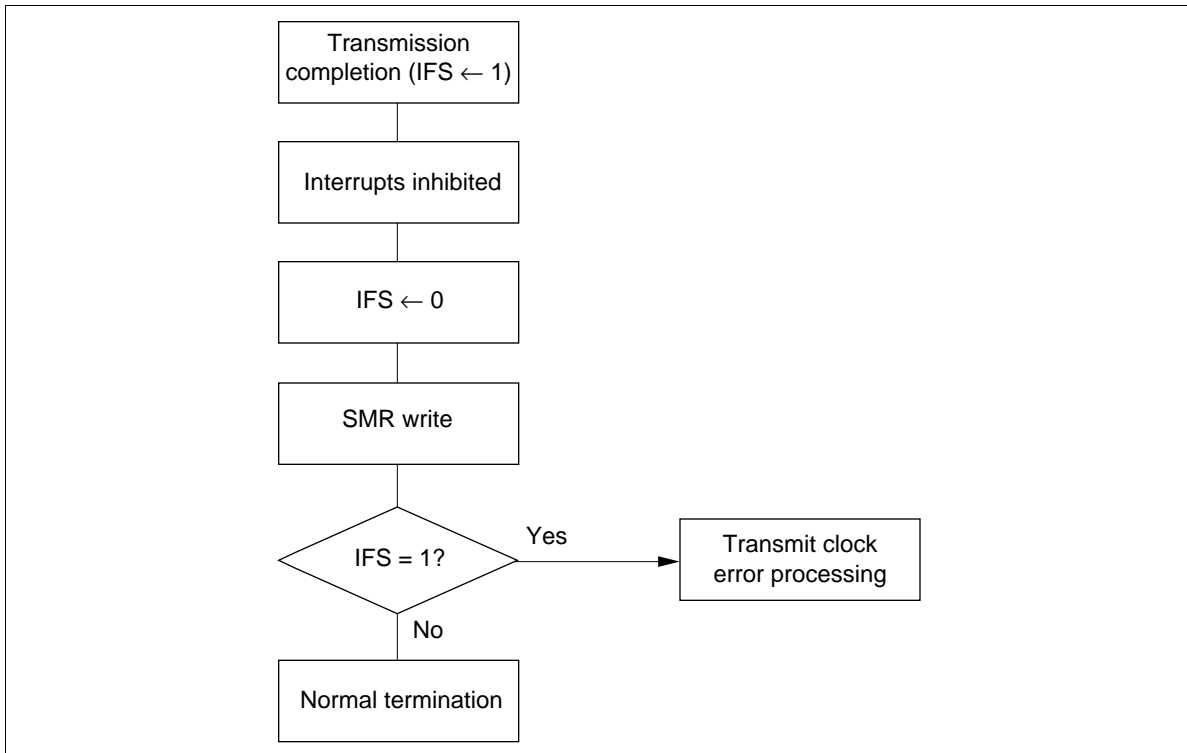 Transmission
completion (IFS ← 1)
Interrupts inhibited
IFS ← 0
SMR write
IFS = 1?
Yes
Transmit clock
error processing
No
Normal termination